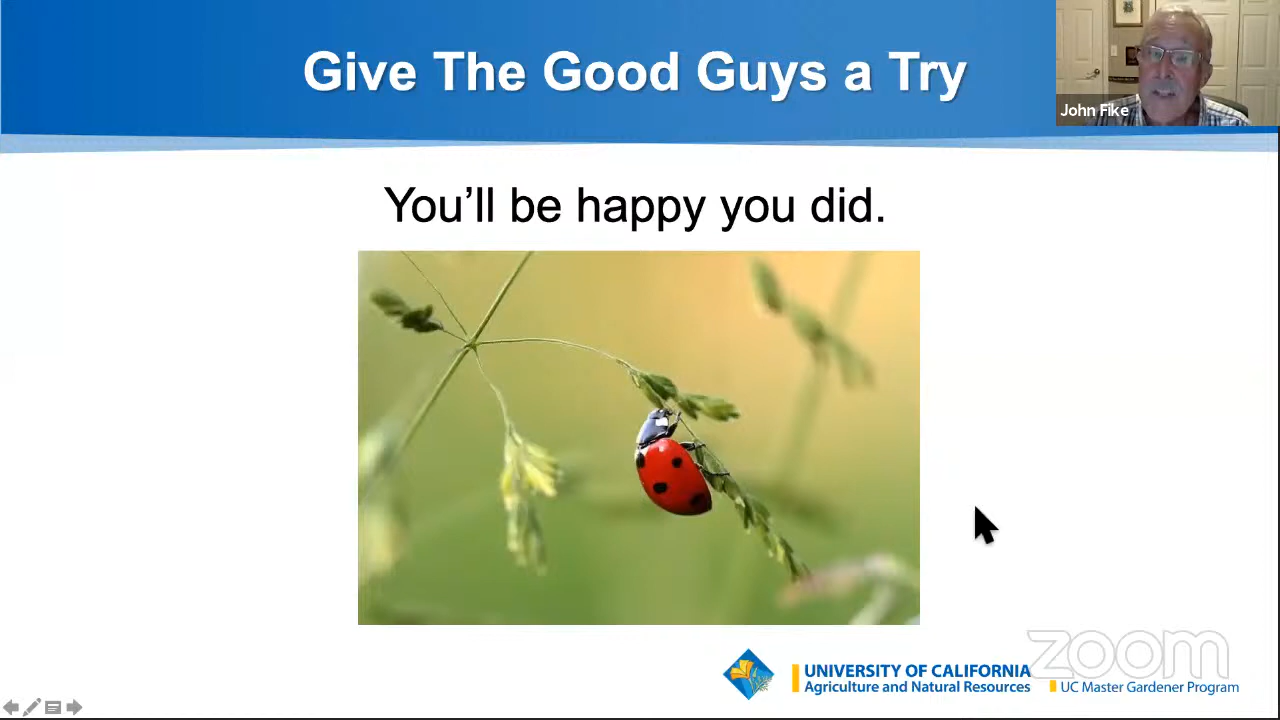 Give The Good Guys a Try
John Fike
You’ll be happy you did.
zoom
UNIVERSITY OF CALIFORNIA
Agriculture and Natural Resources
UC Master Gardener Program